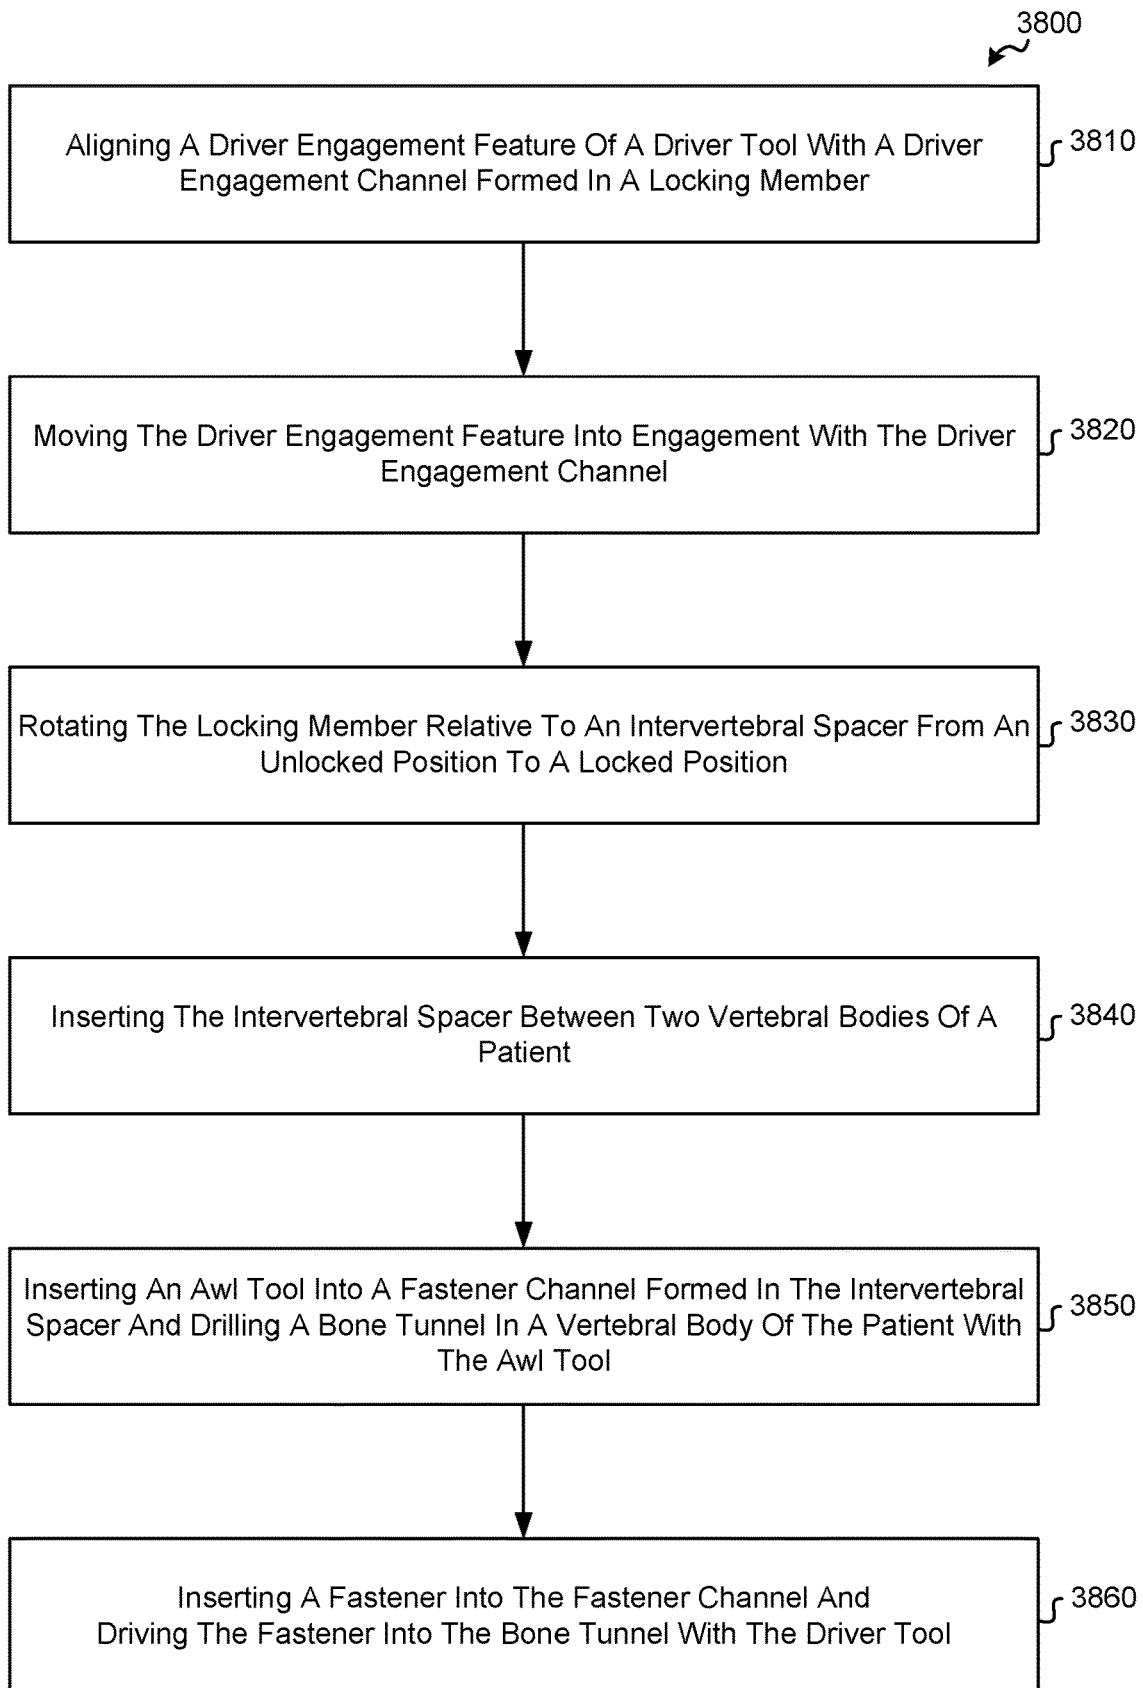 3800
Aligning A Driver Engagement Feature Of A Driver Tool With A Driver
Engagement Channel Formed In A Locking Member
3810
Moving The Driver Engagement Feature Into Engagement With The Driver
Engagement Channel
3820
Rotating The Locking Member Relative To An Intervertebral Spacer From An
Unlocked Position To A Locked Position
3830
Inserting The Intervertebral Spacer Between Two Vertebral Bodies Of A
Patient
3840
Inserting An Awl Tool Into A Fastener Channel Formed In The Intervertebral
Spacer And Drilling A Bone Tunnel In A Vertebral Body Of The Patient With
The Awl Tool
3850
Inserting A Fastener Into The Fastener Channel And
Driving The Fastener Into The Bone Tunnel With The Driver Tool
3860